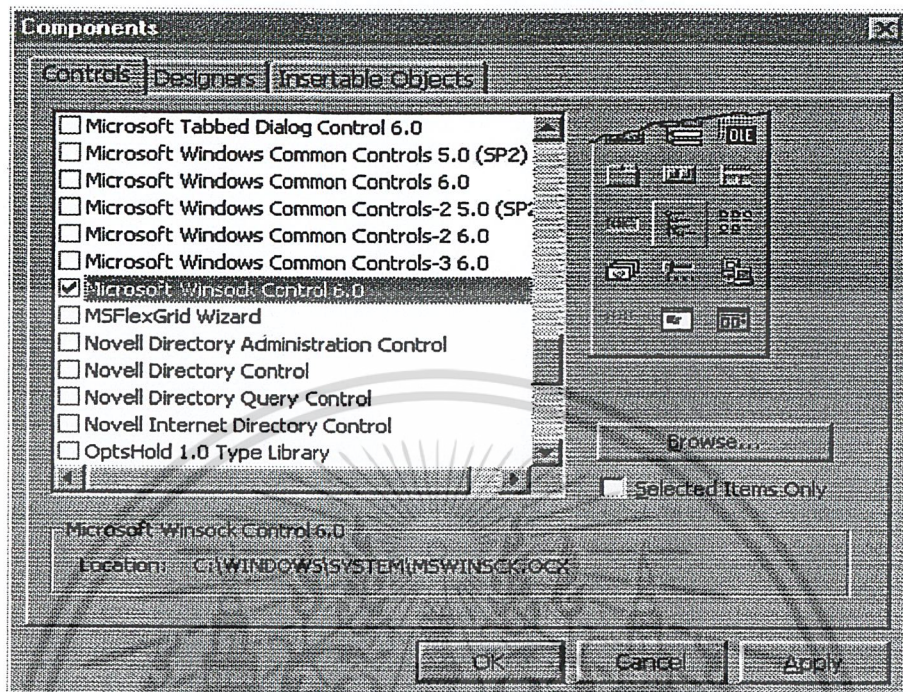 Components
Controls
Designers
Insertable Objects
Microsoft Tabbed Dialog Control 6.0
Microsoft Windows Common Controls 5.0 (SP2)
Microsoft Windows Common Controls 6.0
Microsoft Windows Common Controls-2 5.0 (SP2
Microsoft Windows Common Controls-2 6.0
Microsoft Windows Common Controls-3 6.0
Microsoft Winsock Control 6.0
MSFlexGrid Wizard
Novell Directory Administration Control
Novell Directory Control
Novell Directory Query Control
Novell Internet Directory Control
OptsHold 1.0 Type Library
OLE
Browse...
Selected Items Only
Microsoft Winsock Control 6.0
Location: C:\WINDOWS\SYSTEM\MSWINSCK.OCX
OK
Cancel
Apply